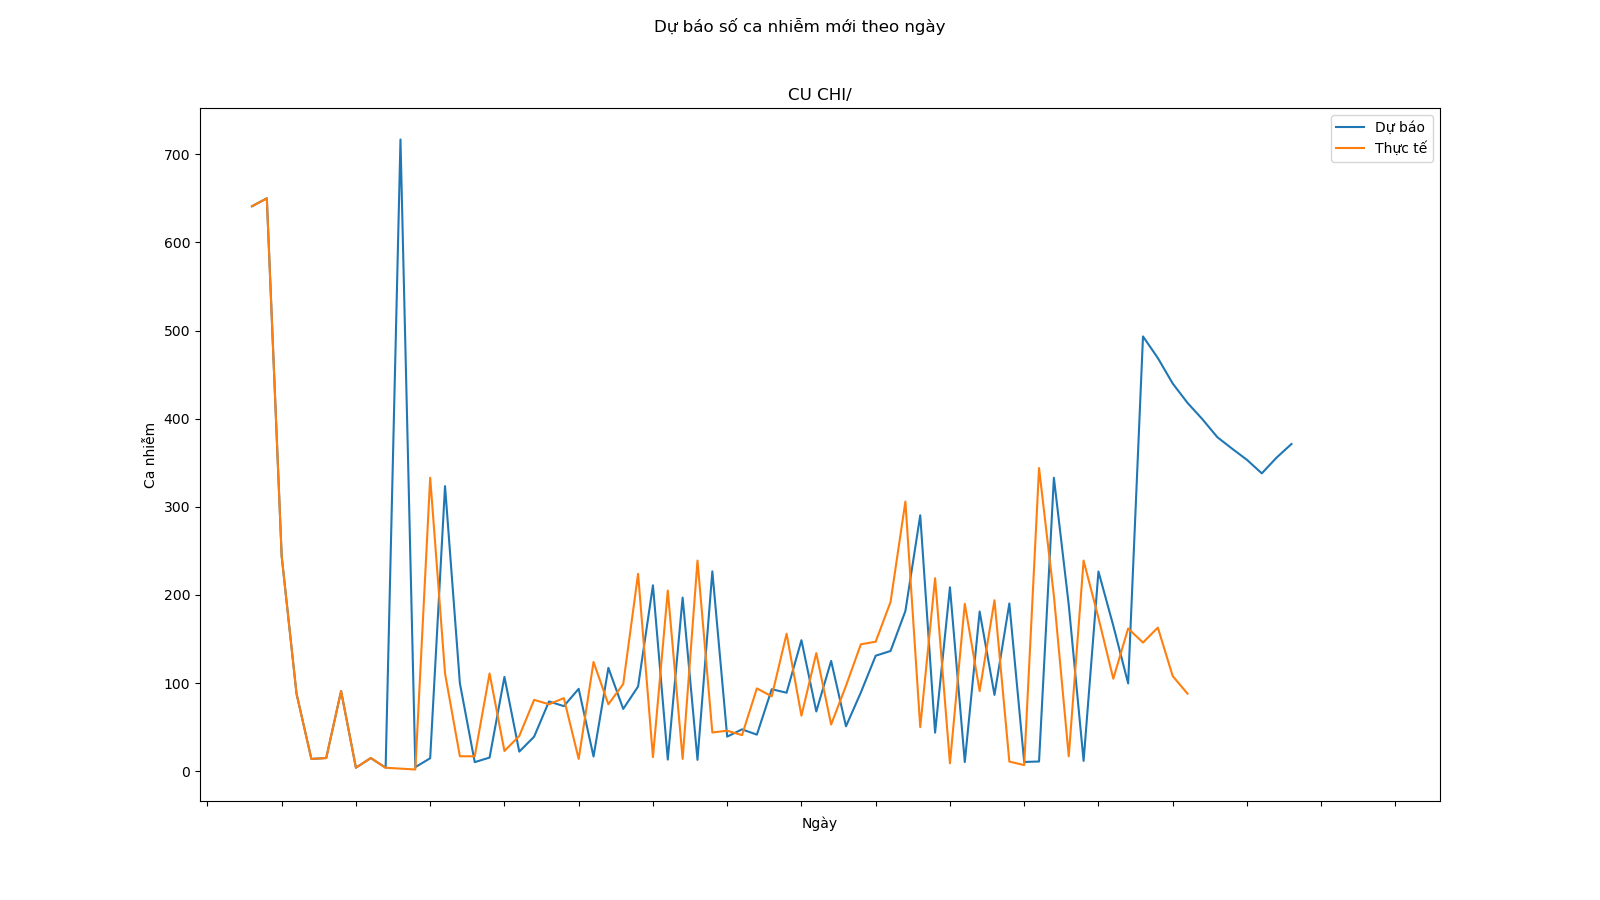 Dự báo số ca nhiễm mới theo ngày
CU CHI/
Dự báo
Thực tế
700
600
500
400
300
200
100
0
Ca nhiễm
Ngày